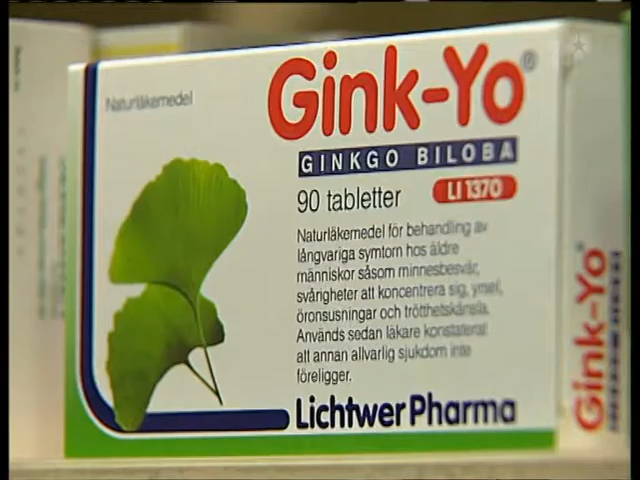 Naturläkemedel
Gink-Yo®
GINKGO BILOBA
90 tabletter
LI 1370
Naturläkemedel för behandling av
långvariga symtom hos äldre
människor såsom minnesbesvär,
svårigheter att koncentrera sig, yrsel,
öronsusningar och trötthetskänsla.
Används sedan läkare konstaterat
att annan allvarlig sjukdom inte
föreligger.
Lichtwer Pharma
Gink-Yo®